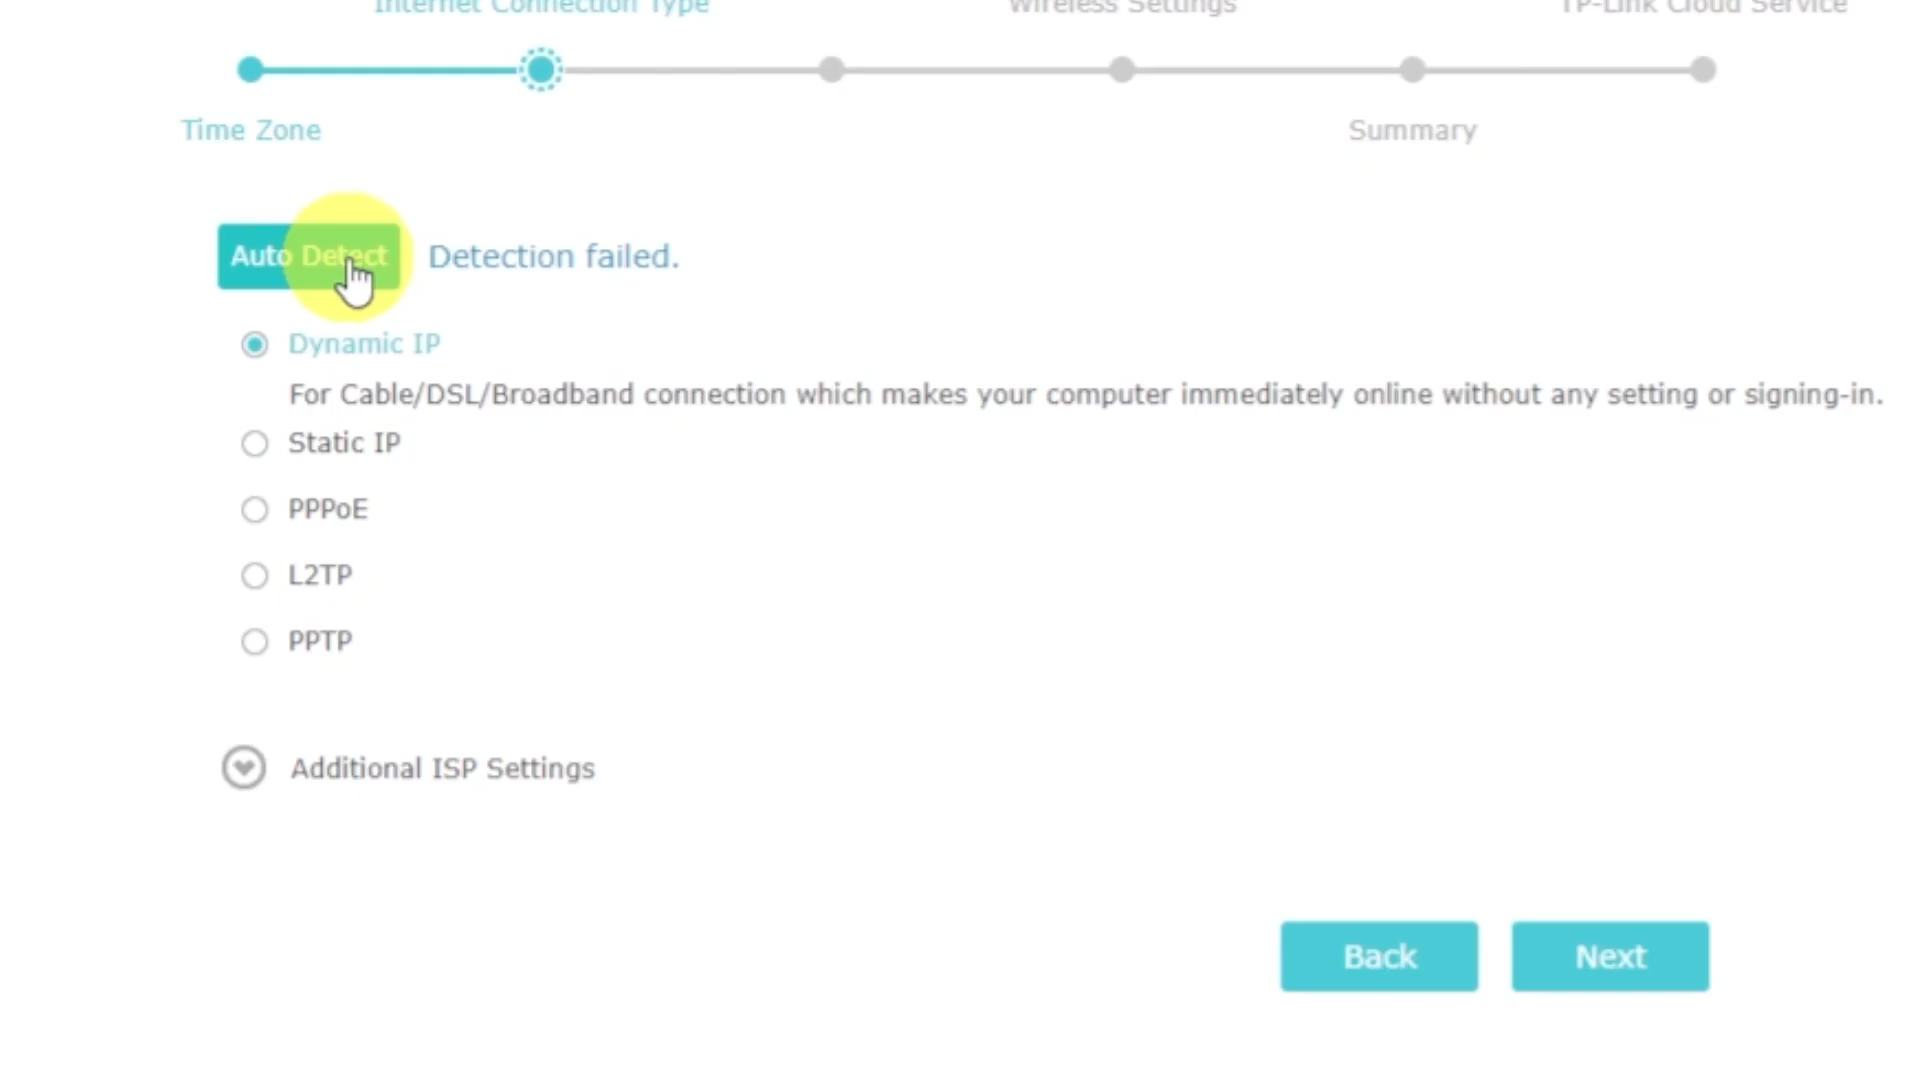 Internet Connection Type
Wireless Settings
TP-Link Cloud Service
Time Zone
Summary
Auto Detect
Detection failed.
Dynamic IP
For Cable/DSL/Broadband connection which makes your computer immediately online without any setting or signing-in.
Static IP
PPPoE
L2TP
PPTP
Additional ISP Settings
Back
Next